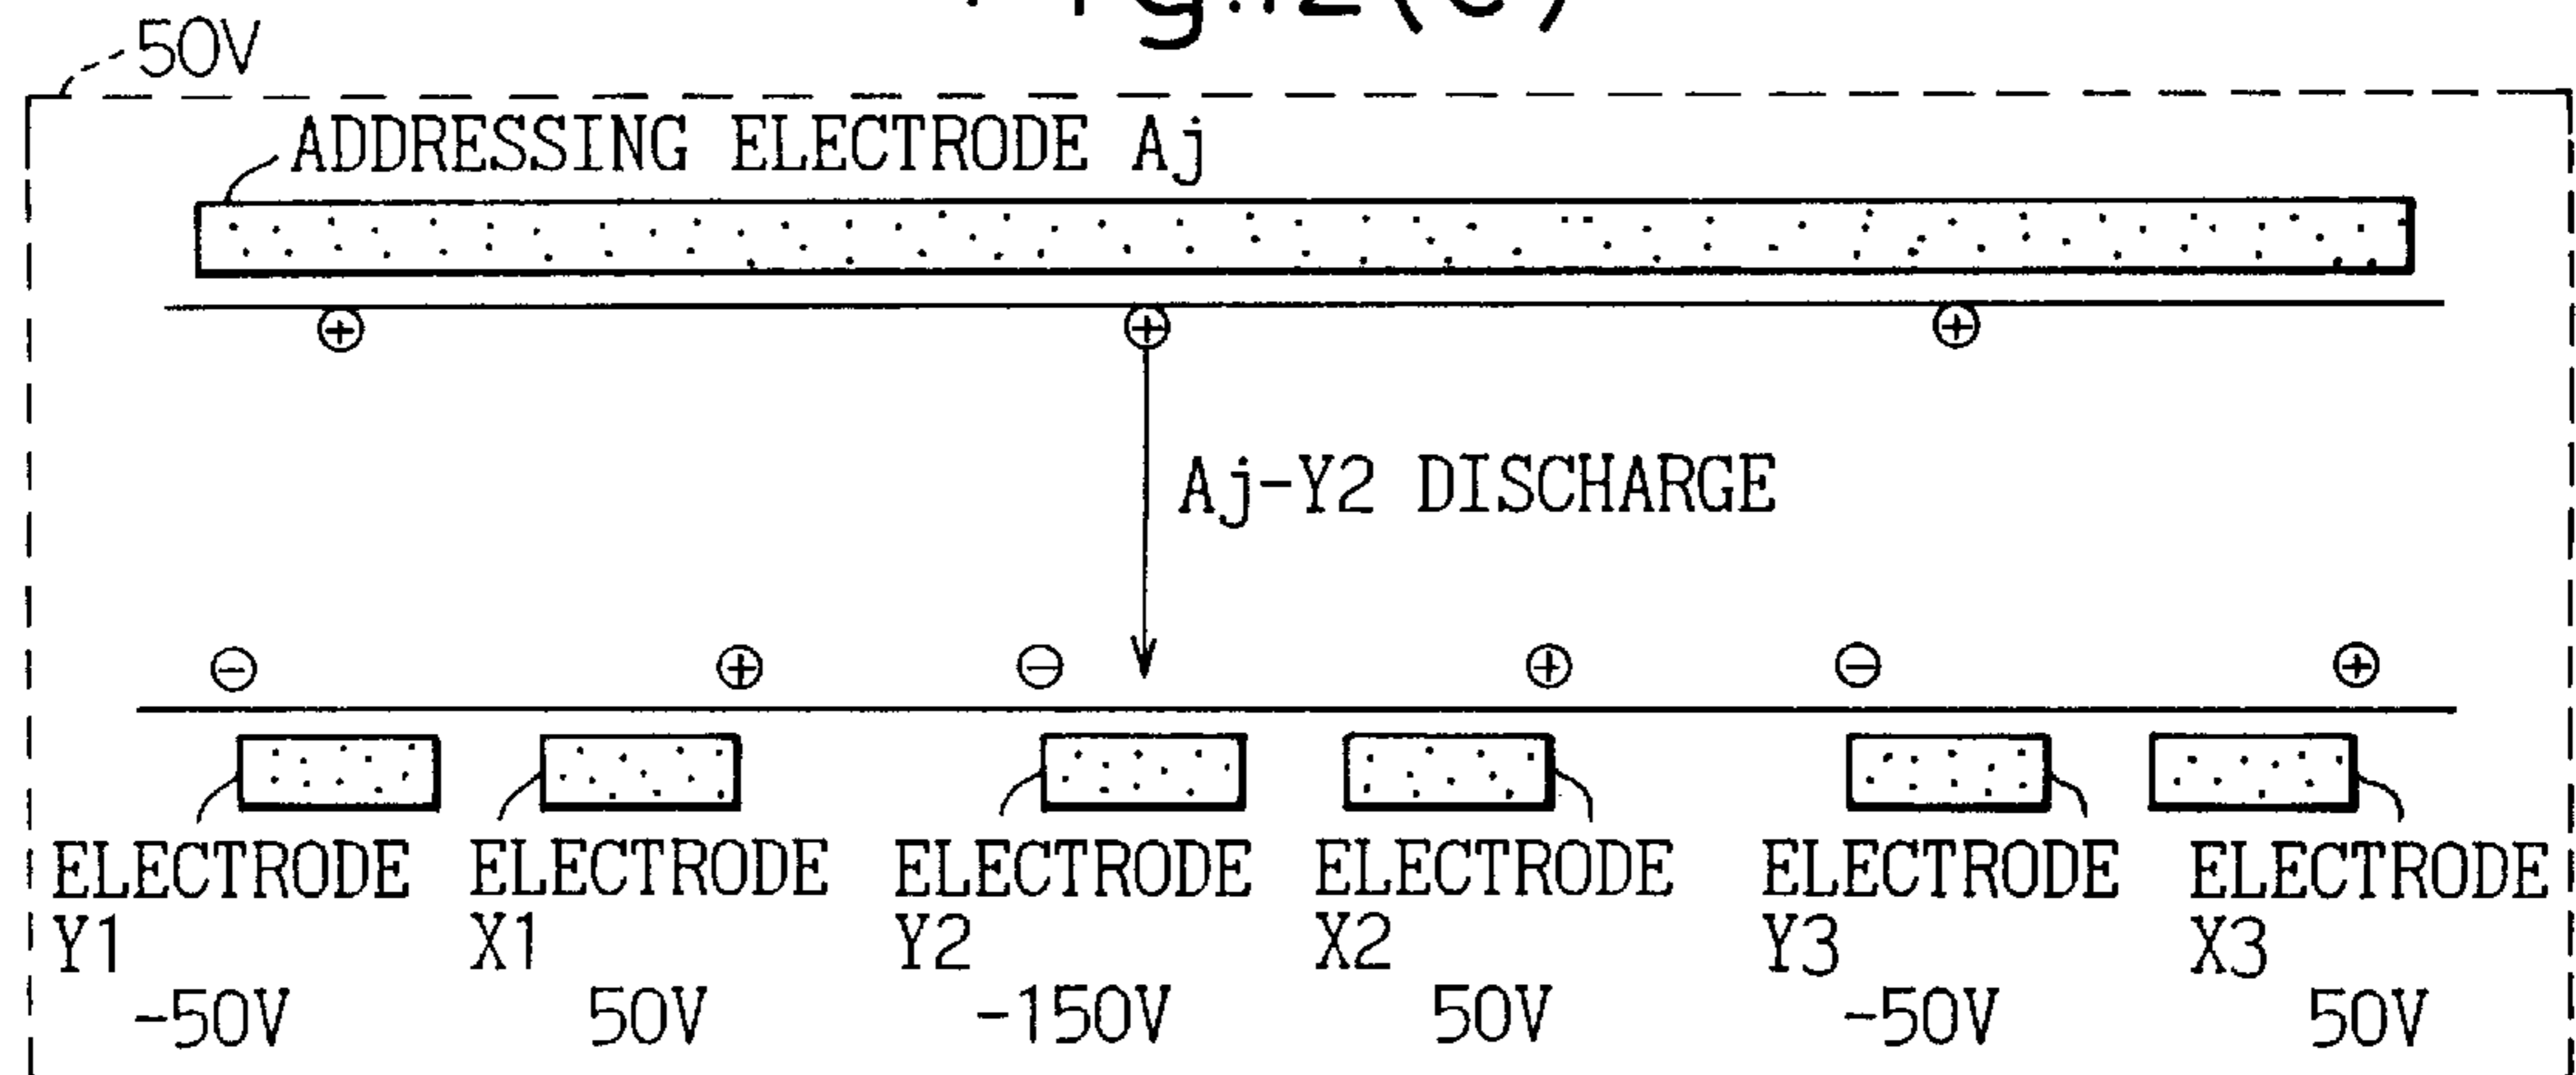 50V
ADDRESSING ELECTRODE Aj
⊕ ⊕ ⊕
Aj-Y2 DISCHARGE
⊖ ⊕ ⊖ ⊕ ⊖ ⊕
ELECTRODE ELECTRODE ELECTRODE ELECTRODE ELECTRODE ELECTRODE
Y1 X1 Y2 X2 Y3 X3
-50V 50V -150V 50V -50V 50V